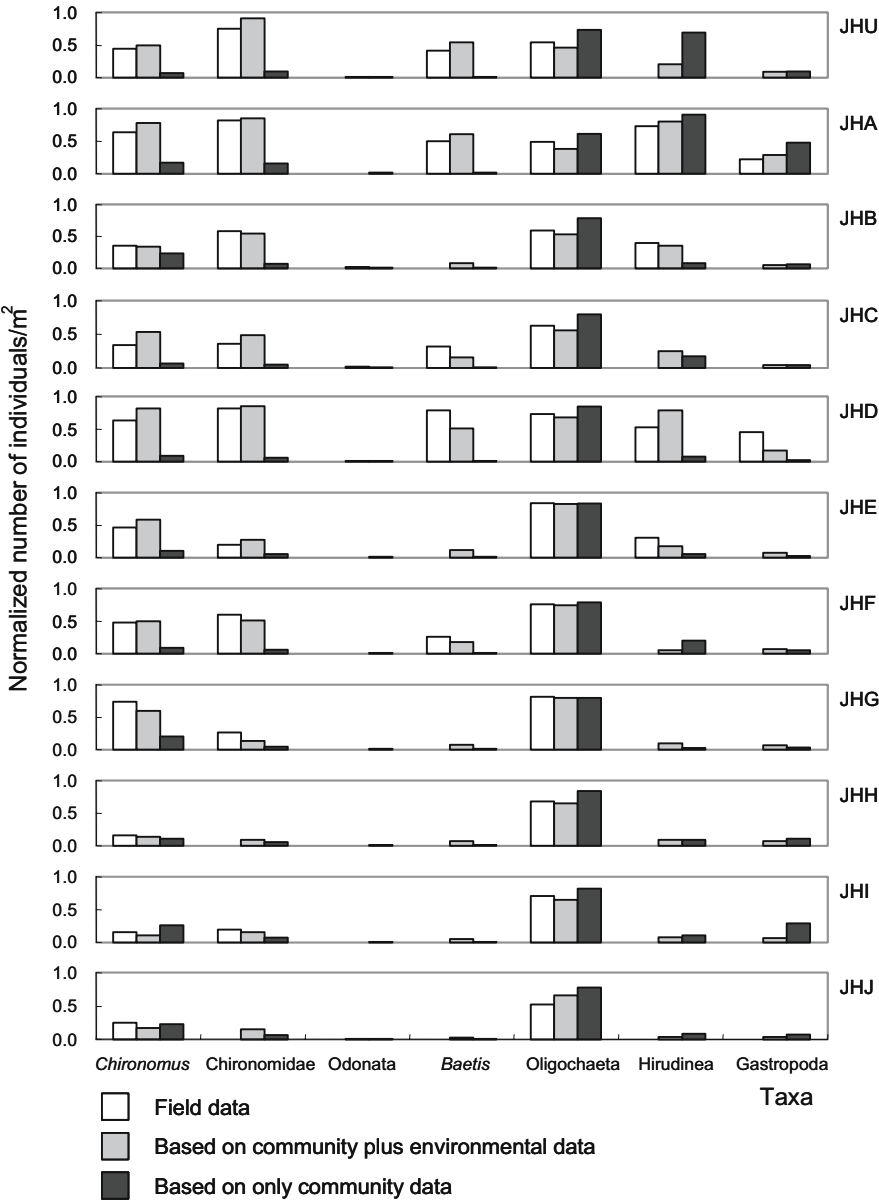 1.0
0.5
0.0
JHU
1.0
0.5
0.0
JHA
1.0
0.5
0.0
JHB
1.0
0.5
0.0
JHC
1.0
0.5
0.0
JHD
1.0
0.5
0.0
JHE
1.0
0.5
0.0
JHF
1.0
0.5
0.0
JHG
1.0
0.5
0.0
JHH
1.0
0.5
0.0
JHI
1.0
0.5
0.0
JHJ
Normalized number of individuals/m²
Chironomus Chironomidae Odonata Baetis Oligochaeta Hirudinea Gastropoda
Taxa
Field data
Based on community plus environmental data
Based on only community data